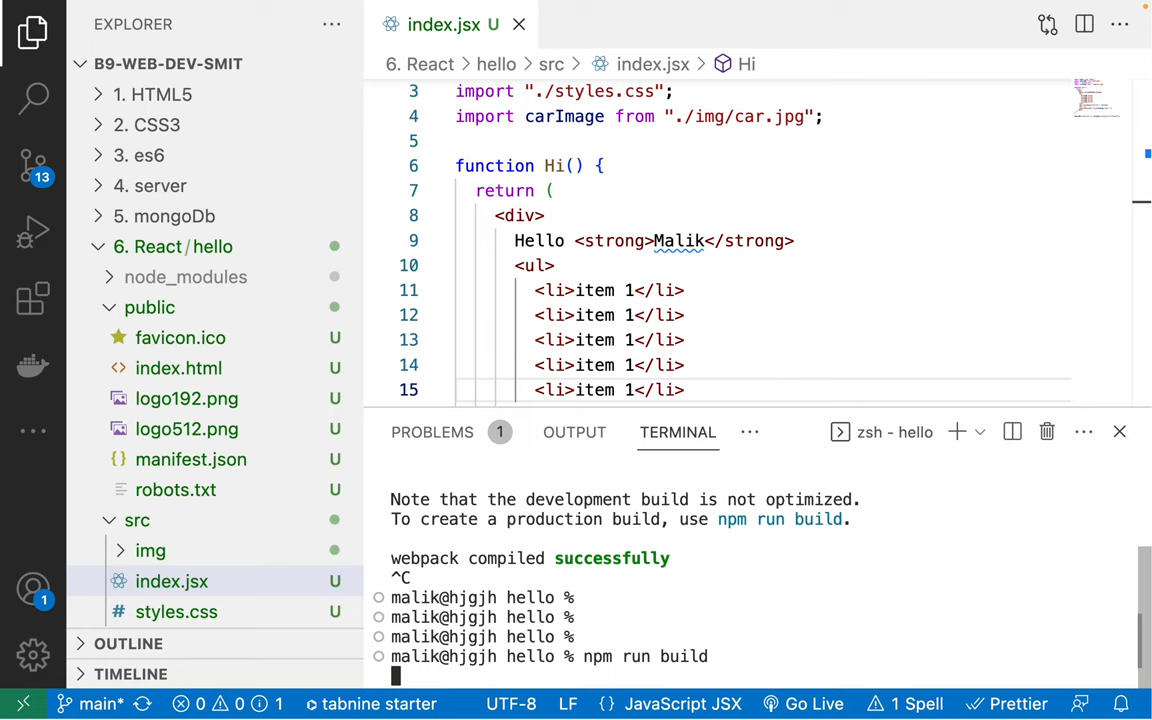 EXPLORER
B9-WEB-DEV-SMIT
1. HTML5
2. CSS3
3. es6
4. server
5. mongoDb
6. React/hello
node_modules
public
favicon.ico U
index.html U
logo192.png U
logo512.png U
manifest.json U
robots.txt U
src
img
index.jsx U
styles.css U
OUTLINE
TIMELINE
13
1
index.jsx U
6. React > hello > src > index.jsx > Hi
3 import "./styles.css";
4 import carImage from "./img/car.jpg";
5
6 function Hi() {
7 return (
8 <div>
9 Hello <strong>Malik</strong>
10 <ul>
11 <li>item 1</li>
12 <li>item 1</li>
13 <li>item 1</li>
14 <li>item 1</li>
15 <li>item 1</li>
PROBLEMS 1 OUTPUT TERMINAL zsh - hello
Note that the development build is not optimized.
To create a production build, use npm run build.
webpack compiled successfully
^C
malik@hjgjh hello %
malik@hjgjh hello %
malik@hjgjh hello %
malik@hjgjh hello % npm run build
main* 0 0 1 tabnine starter UTF-8 LF {} JavaScript JSX Go Live 1 Spell Prettier